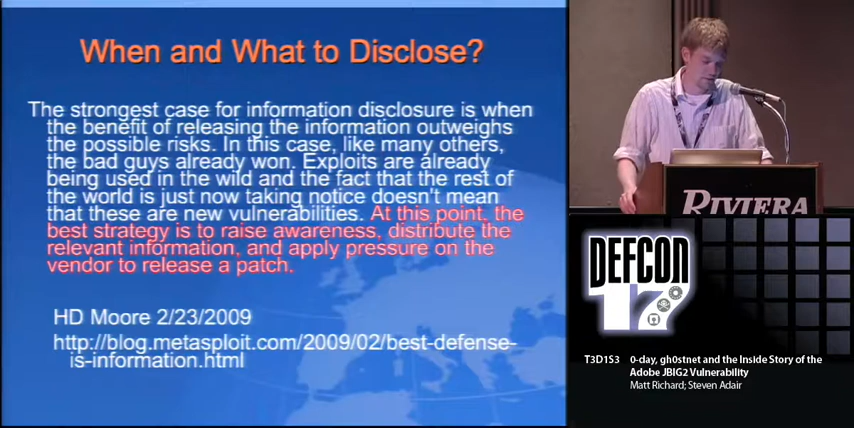 When and What to Disclose?
The strongest case for information disclosure is when
the benefit of releasing the information outweighs
the possible risks. In this case, like many others,
the bad guys already won. Exploits are already
being used in the wild and the fact that the rest of
the world is just now taking notice doesn't mean
that these are new vulnerabilities. At this point, the
best strategy is to raise awareness, distribute the
relevant information, and apply pressure on the
vendor to release a patch.
HD Moore 2/23/2009
http://blog.metasploit.com/2009/02/best-defense-
is-information.html
RIVIERA
DEFCON
17
T3D1S3 0-day, gh0stnet and the Inside Story of the
Adobe JBIG2 Vulnerability
Matt Richard; Steven Adair